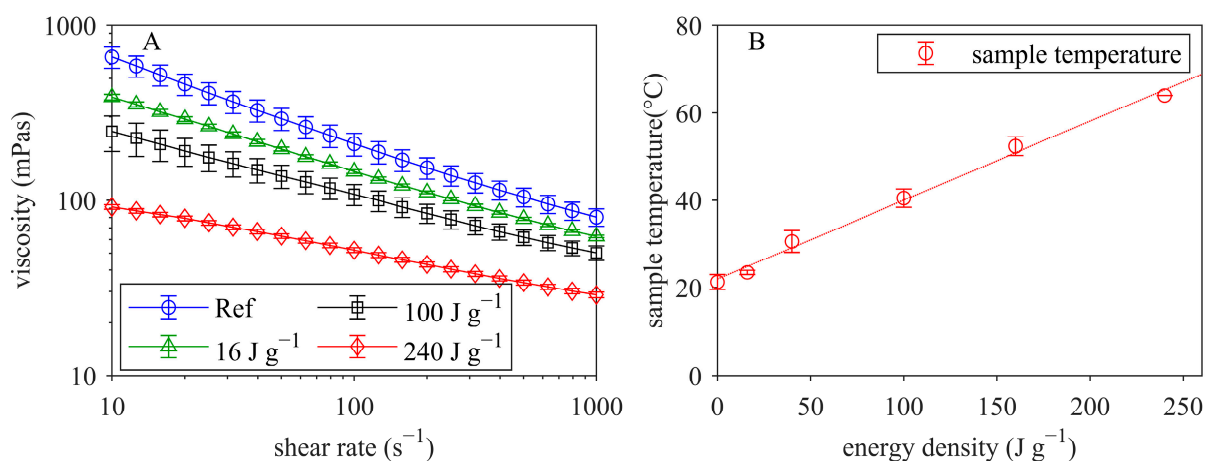 A
viscosity (mPas)
1000
100
10
Ref
16 J g⁻¹
100 J g⁻¹
240 J g⁻¹
10
100
1000
shear rate (s⁻¹)
B
sample temperature(°C)
80
60
40
20
0
sample temperature
0
50
100
150
200
250
energy density (J g⁻¹)